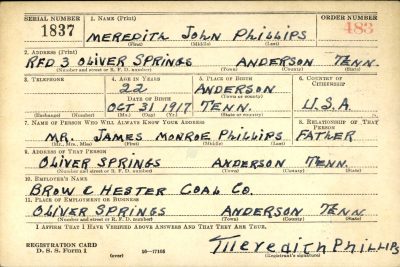 SERIAL NUMBER 1. NAME (Print) ORDER NUMBER
1837 MEREDITH JOHN PHILLIPS 483
(First) (Middle) (Last)
2. ADDRESS (Print)
RFD 3 OLIVER SPRINGS ANDERSON TENN.
(Number and street or R. F. D. number) (Town) (County) (State)
3. TELEPHONE 4. AGE IN YEARS 5. PLACE OF BIRTH 6. COUNTRY OF CITIZENSHIP
22 ANDERSON
DATE OF BIRTH (Town or county)
OCT 31 1917 TENN. U.S.A
(Exchange) (Number) (Mo.) (Day) (Yr.) (State or country)
7. NAME OF PERSON WHO WILL ALWAYS KNOW YOUR ADDRESS 8. RELATIONSHIP OF THAT PERSON
MR. JAMES MONROE PHILLIPS FATHER
(Mr., Mrs., Miss) (First) (Middle) (Last)
9. ADDRESS OF THAT PERSON
OLIVER SPRINGS ANDERSON TENN.
(Number and street or R. F. D. number) (Town) (County) (State)
10. EMPLOYER'S NAME
BROW & HESTER COAL CO.
11. PLACE OF EMPLOYMENT OR BUSINESS
OLIVER SPRINGS ANDERSON TENN.
(Number and street or R. F. D. number) (Town) (County) (State)
I AFFIRM THAT I HAVE VERIFIED ABOVE ANSWERS AND THAT THEY ARE TRUE.
REGISTRATION CARD
D. S. S. Form 1 (over) 16—17105 Meredith Phillips
(Registrant's signature)